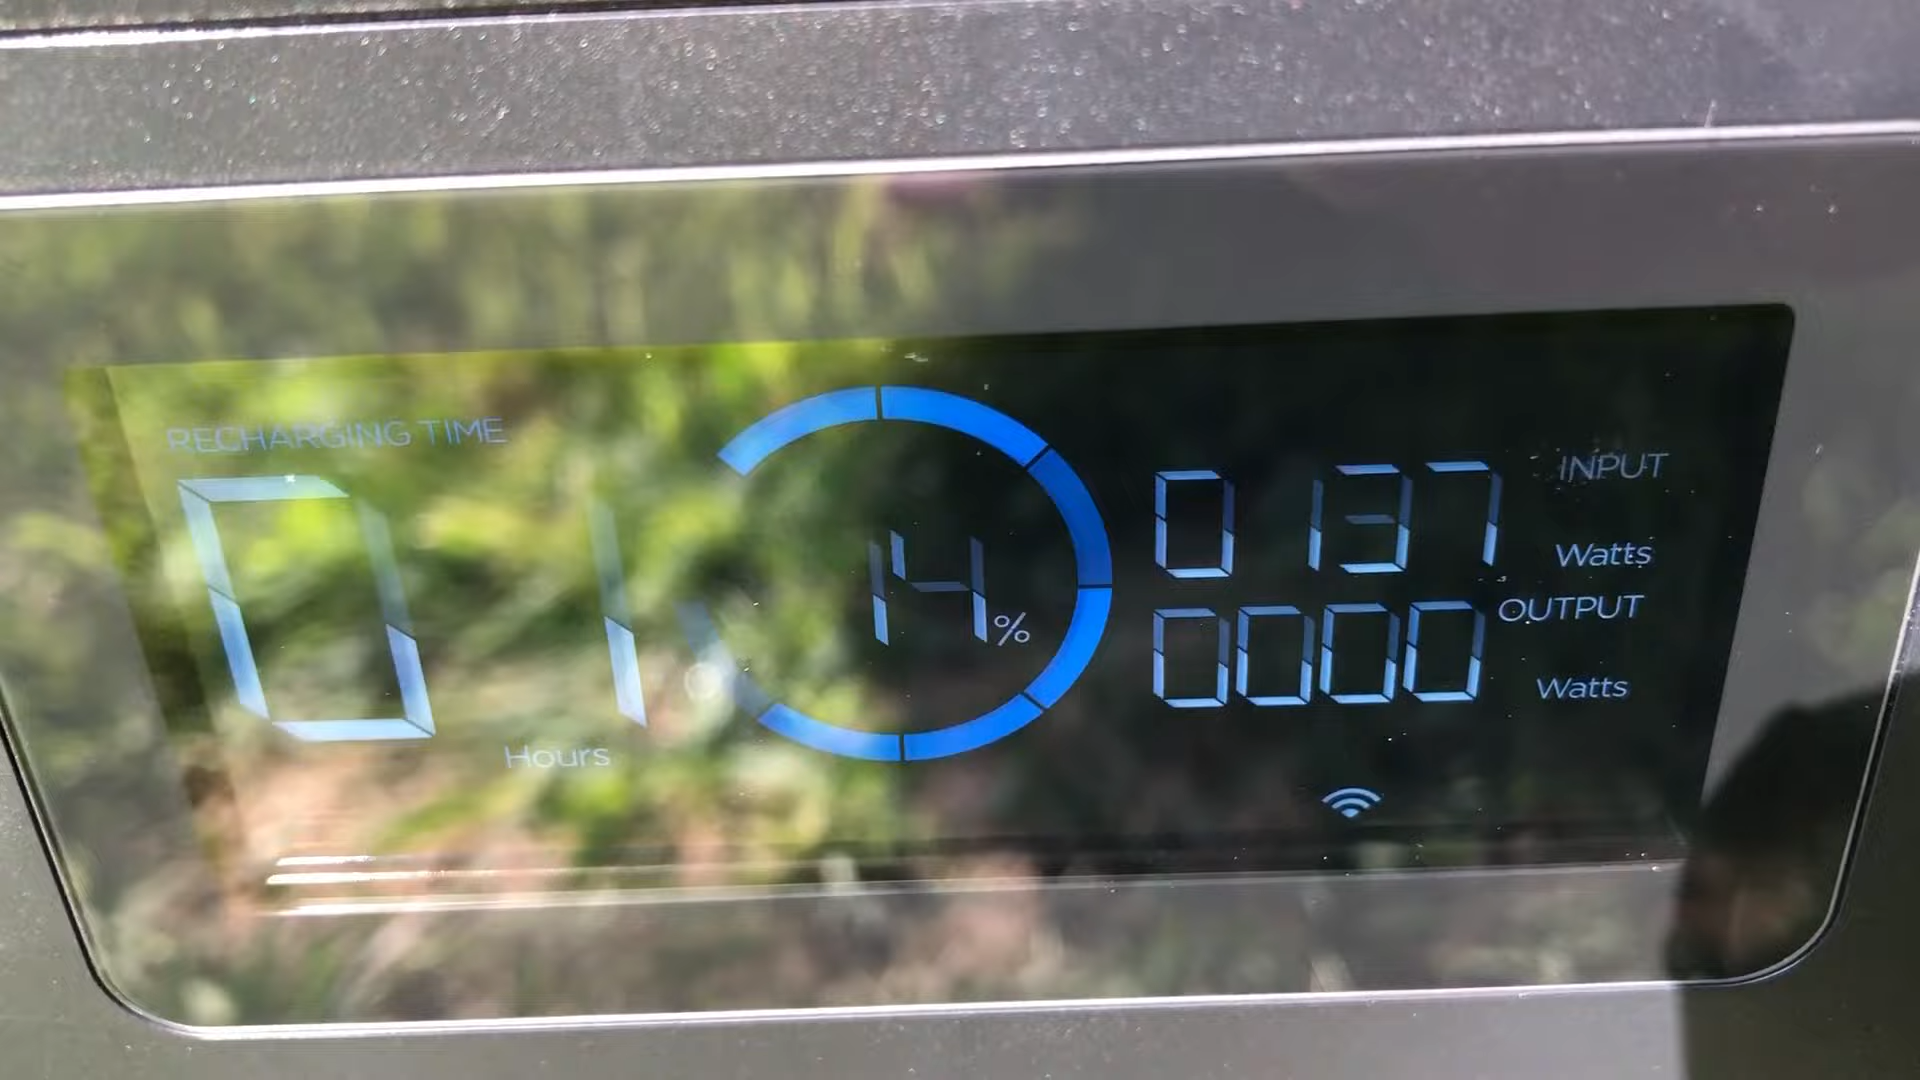 RECHARGING TIME
01
Hours
14%
0137 INPUT
Watts
0000 OUTPUT
Watts